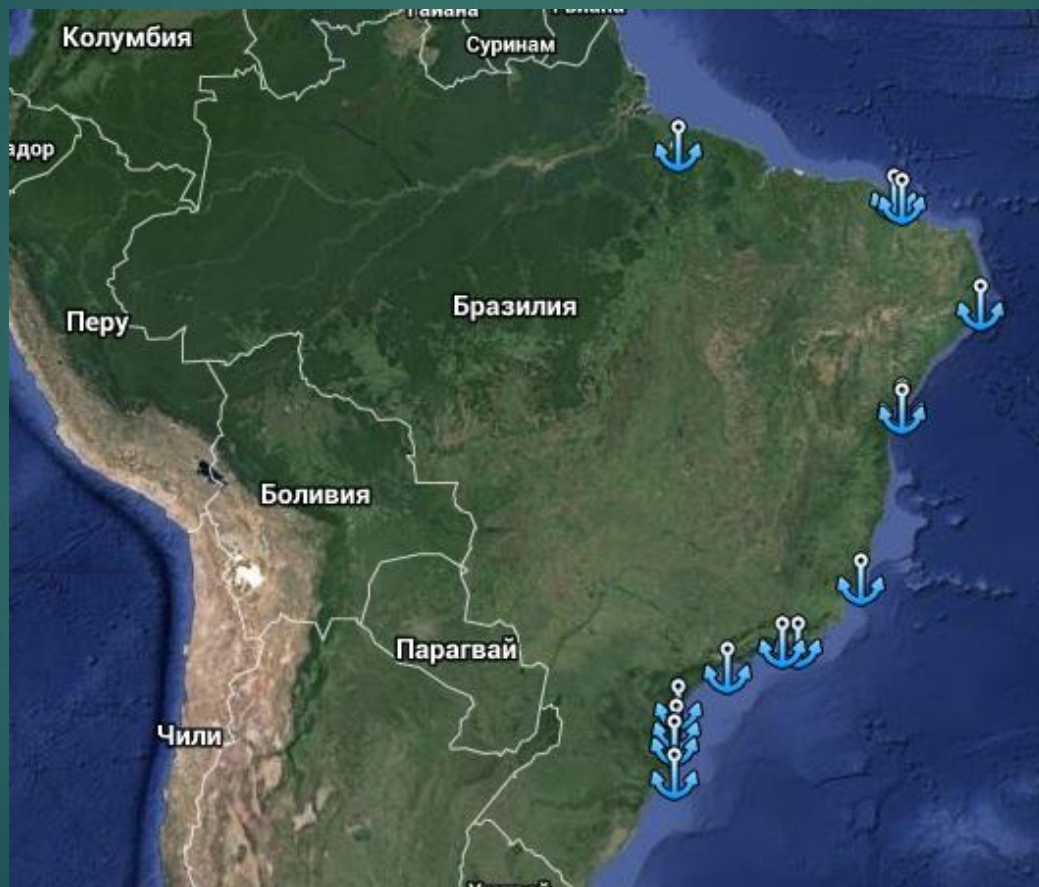 Колумбия
Суринам
Бразилия
Перу
Боливия
Парагвай
Чили